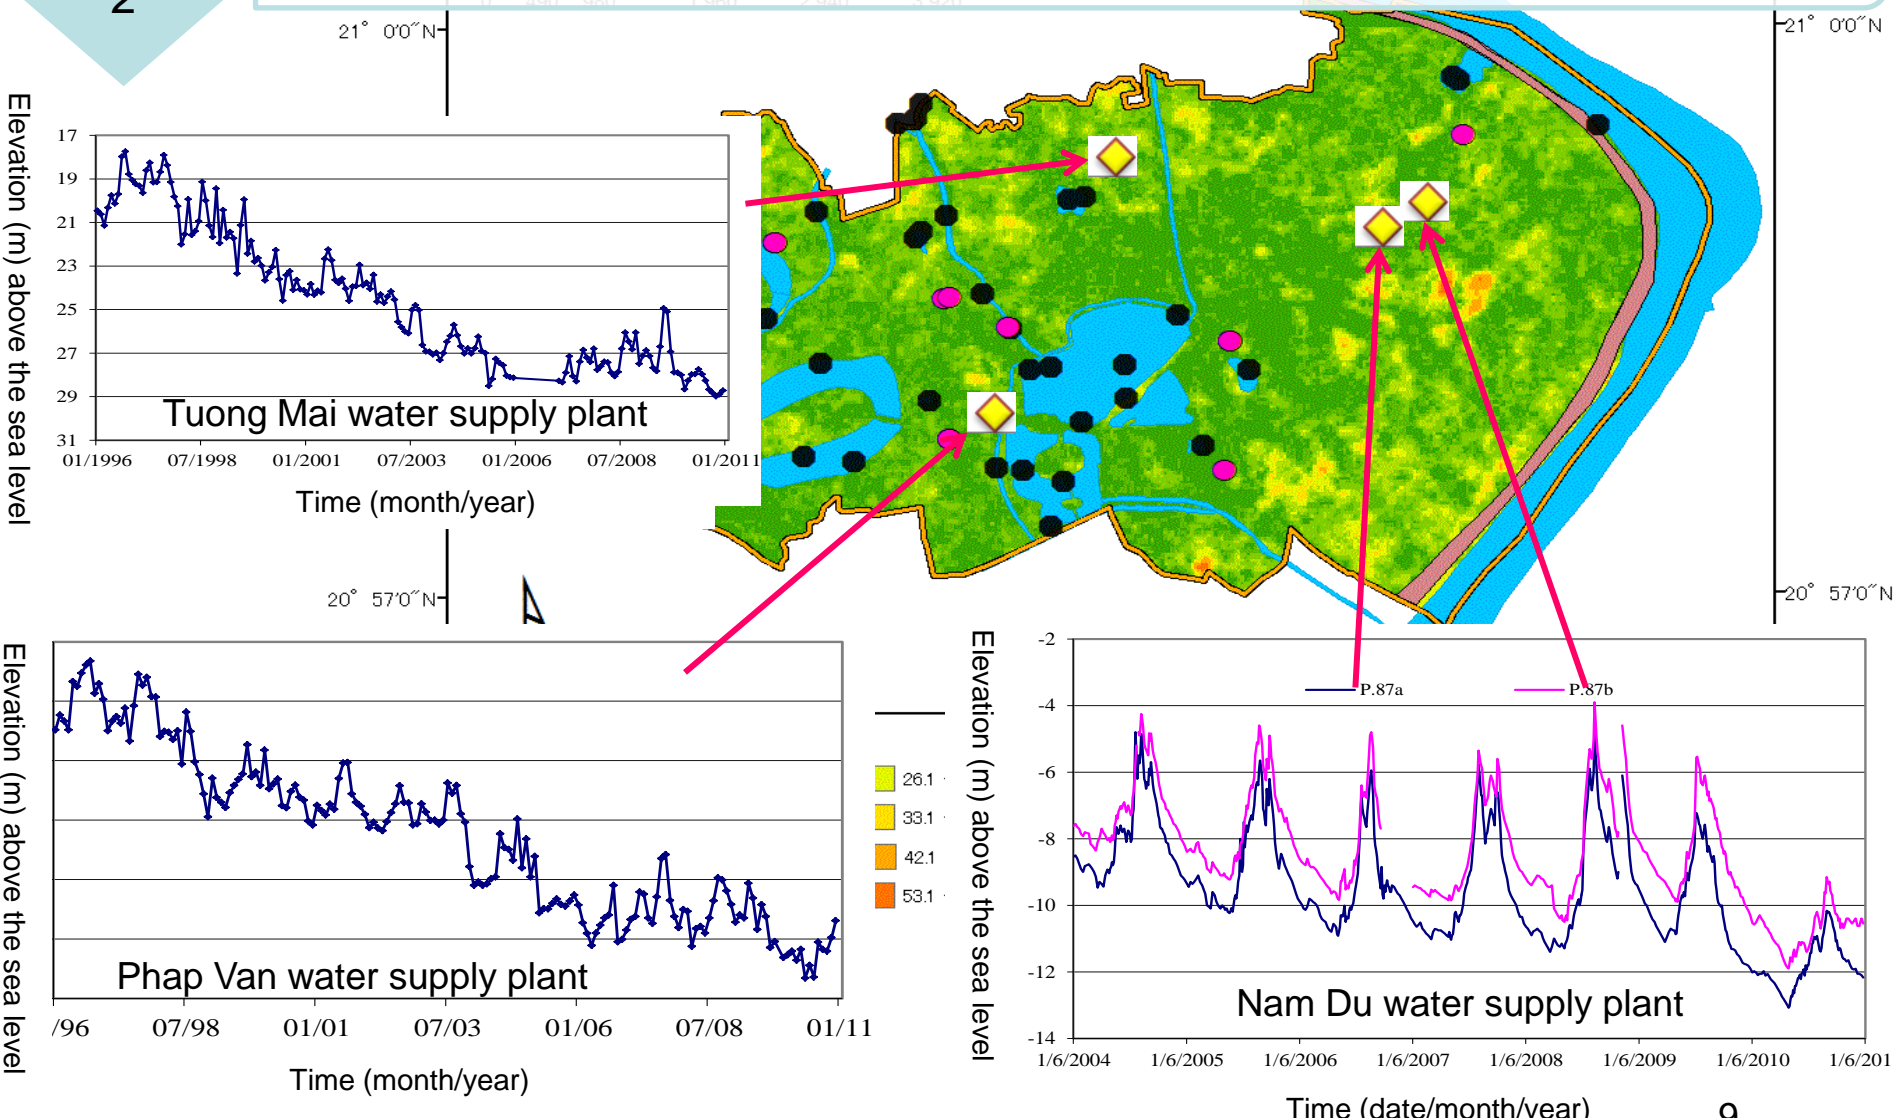 2
21° 0'0"N
21° 0'0"N
Elevation (m) above the sea level
17
19
21
23
25
27
29
31
Tuong Mai water supply plant
01/1996 07/1998 01/2001 07/2003 01/2006 07/2008 01/2011
Time (month/year)
20° 57'0"N
20° 57'0"N
Elevation (m) above the sea level
Phap Van water supply plant
/96 07/98 01/01 07/03 01/06 07/08 01/11
Time (month/year)
26.1
33.1
42.1
53.1
Elevation (m) above the sea level
-2
-4
-6
-8
-10
-12
-14
P.87a P.87b
Nam Du water supply plant
1/6/2004 1/6/2005 1/6/2006 1/6/2007 1/6/2008 1/6/2009 1/6/2010 1/6/201
Time (date/month/year)
9